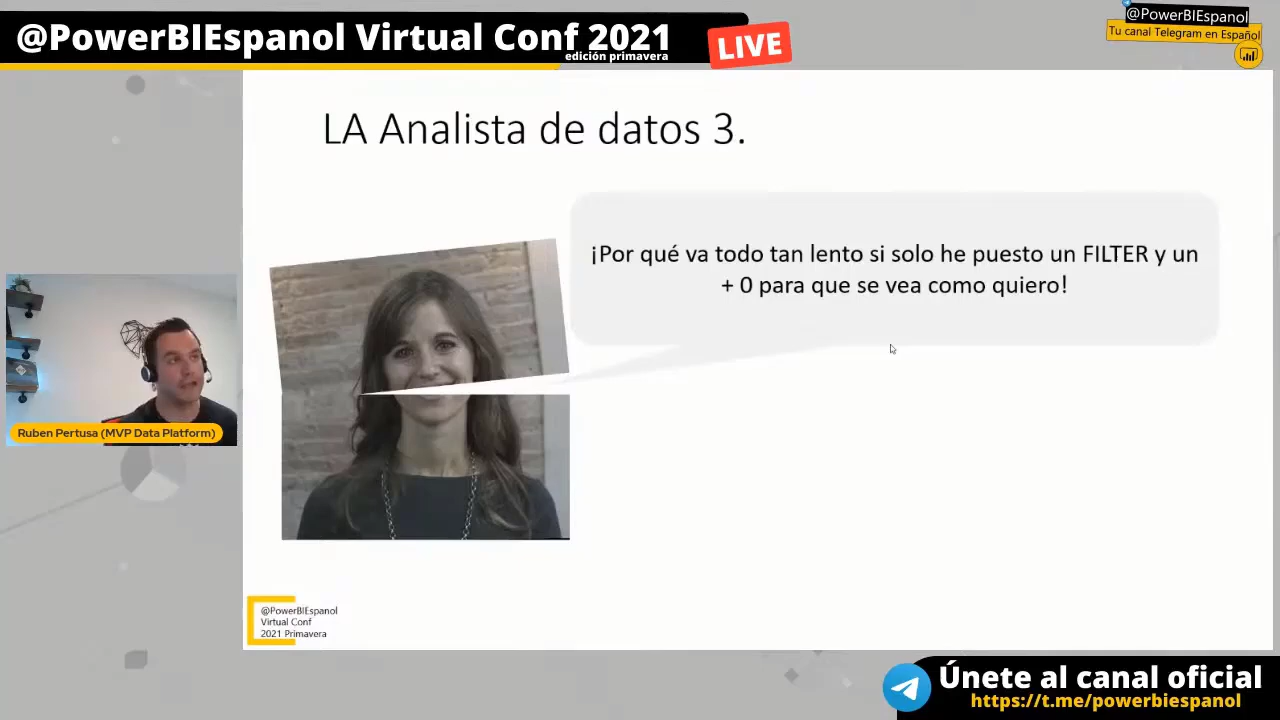 @PowerBIEspanol Virtual Conf 2021
edición primavera
LIVE
@PowerBIEspanol
Tu canal Telegram en Español
LA Analista de datos 3.
¡Por qué va todo tan lento si solo he puesto un FILTER y un
+ 0 para que se vea como quiero!
Ruben Pertusa (MVP Data Platform)
@PowerBIEspanol
Virtual Conf
2021 Primavera
Únete al canal oficial
https://t.me/powerbiespanol